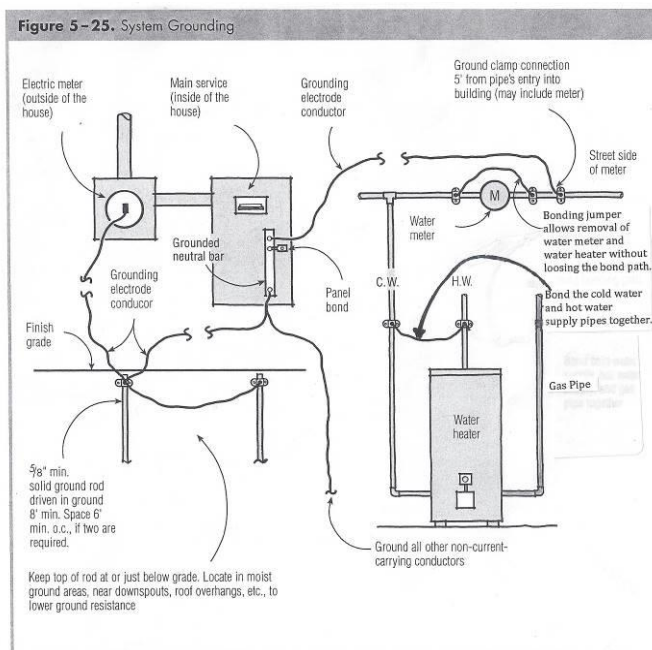 Figure 5–25. System Grounding
Electric meter
(outside of the
house)
Main service
(inside of the
house)
Grounding
electrode
conductor
Ground clamp connection
5' from pipe's entry into
building (may include meter)
Street side
of meter
M
Water
meter
Bonding jumper
allows removal of
water meter and
water heater without
loosing the bond path.
Grounded
neutral bar
Panel
bond
Grounding
electrode
conducor
C.W.
H.W.
Bond the cold water
and hot water
supply pipes together.
Finish
grade
Gas Pipe
Water
heater
5/8" min.
solid ground rod
driven in ground
8' min. Space 6'
min. o.c., if two are
required.
Ground all other non-current-
carrying conductors
Keep top of rod at or just below grade. Locate in moist
ground areas, near downspouts, roof overhangs, etc., to
lower ground resistance